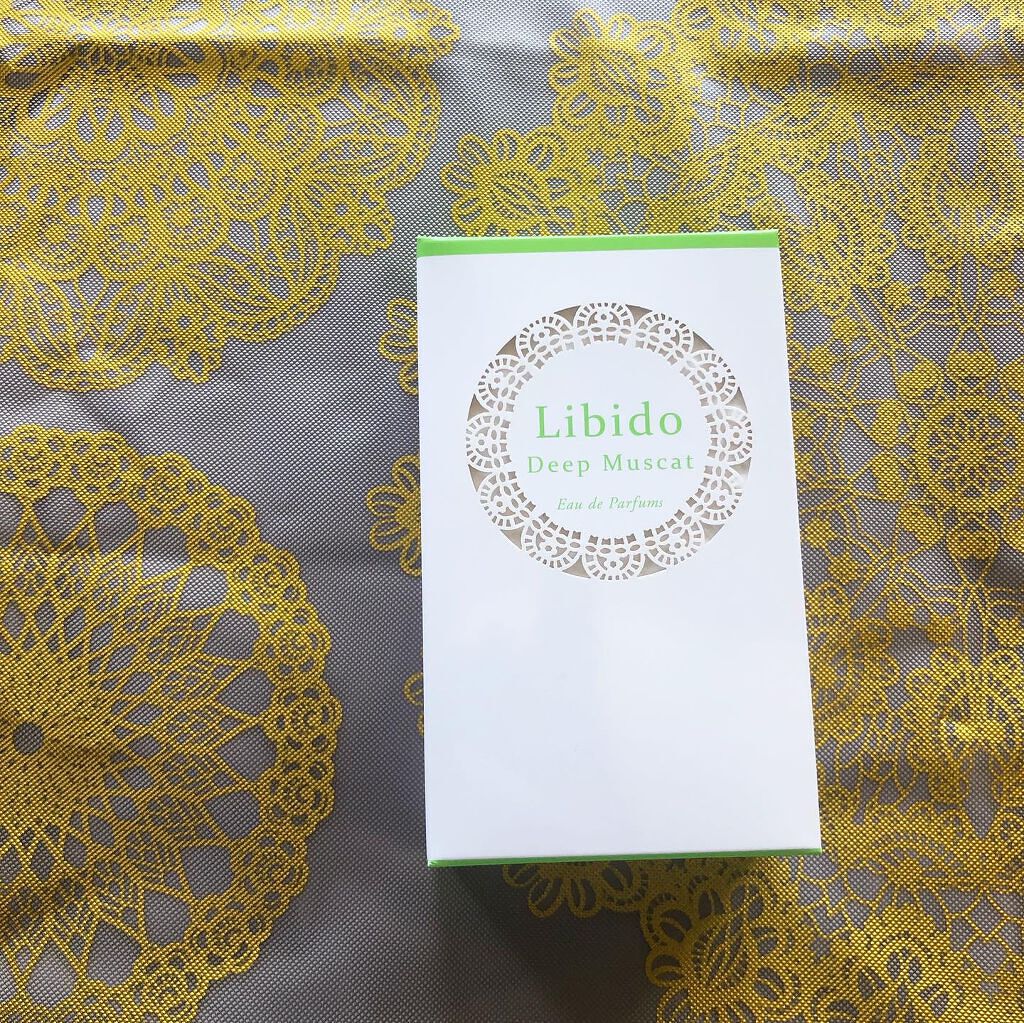 Libido
Deep Muscat
Eau de Parfums